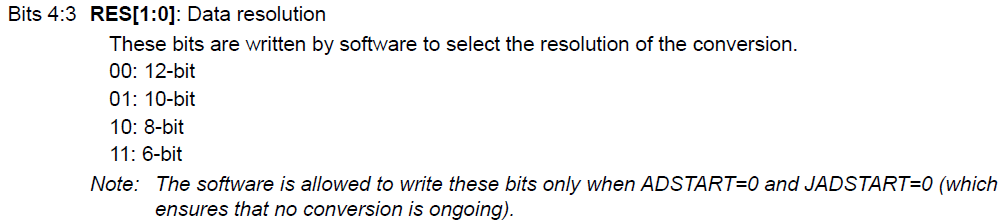 Bits 4:3 RES[1:0]: Data resolution
These bits are written by software to select the resolution of the conversion.
00: 12-bit
01: 10-bit
10: 8-bit
11: 6-bit
Note: The software is allowed to write these bits only when ADSTART=0 and JADSTART=0 (which
ensures that no conversion is ongoing).